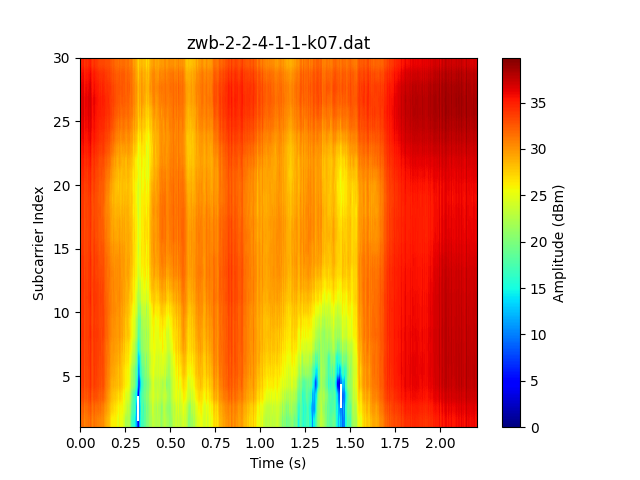 zwb-2-2-4-1-1-k07.dat
30
25
20
15
10
5
Subcarrier Index
0.00 0.25 0.50 0.75 1.00 1.25 1.50 1.75 2.00
Time (s)
35
30
25
20
15
10
5
0
Amplitude (dBm)